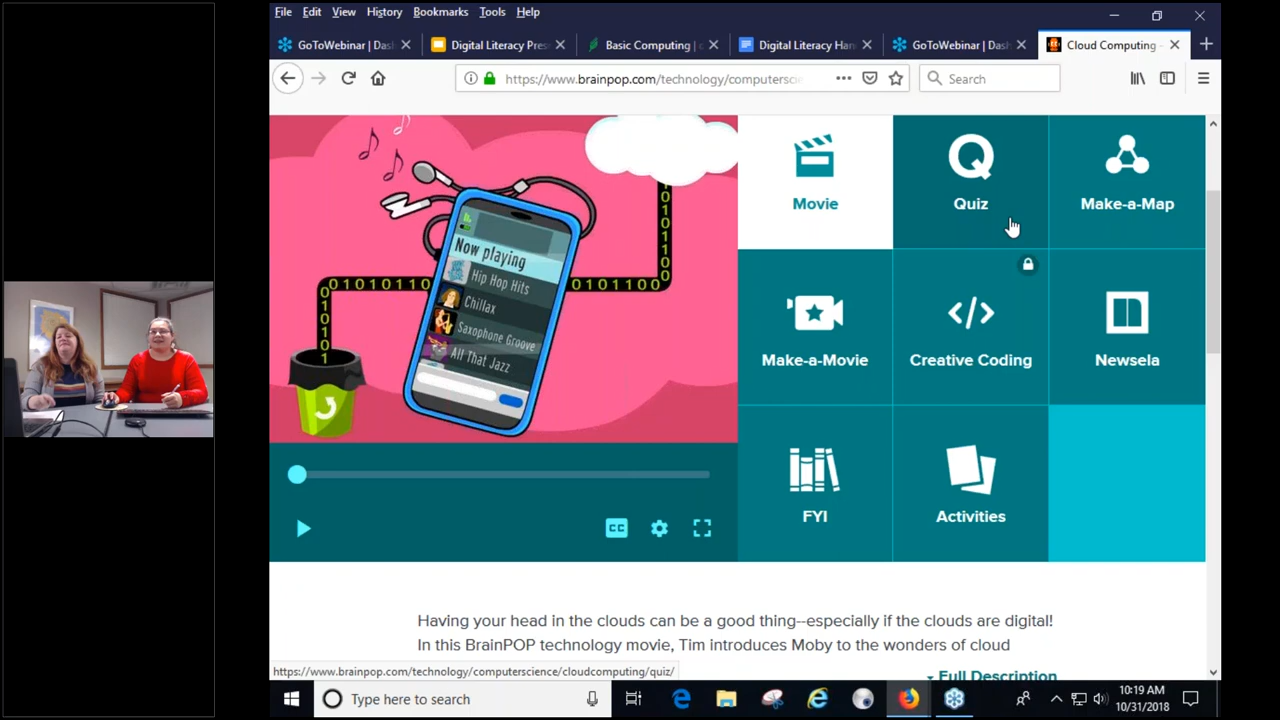 File Edit View History Bookmarks Tools Help
GoToWebinar | Das
Digital Literacy Pres
Basic Computing |
Digital Literacy Han
GoToWebinar | Das
Cloud Computing -
https://www.brainpop.com/technology/computerscie
Search
Movie
Quiz
Make-a-Map
Now playing
Hip Hop Hits
Chillax
Saxophone Groove
All That Jazz
01010110
0101100
Make-a-Movie
Creative Coding
Newsela
FYI
Activities
CC
Having your head in the clouds can be a good thing--especially if the clouds are digital!
In this BrainPOP technology movie, Tim introduces Moby to the wonders of cloud
Full Description
https://www.brainpop.com/technology/computerscience/cloudcomputing/quiz/
Type here to search
10:19 AM
10/31/2018